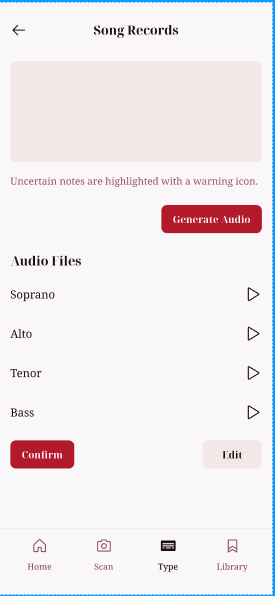 Song Records
Uncertain notes are highlighted with a warning icon.
Generate Audio
Audio Files
Soprano
Alto
Tenor
Bass
Confirm Edit
Home Scan Type Library